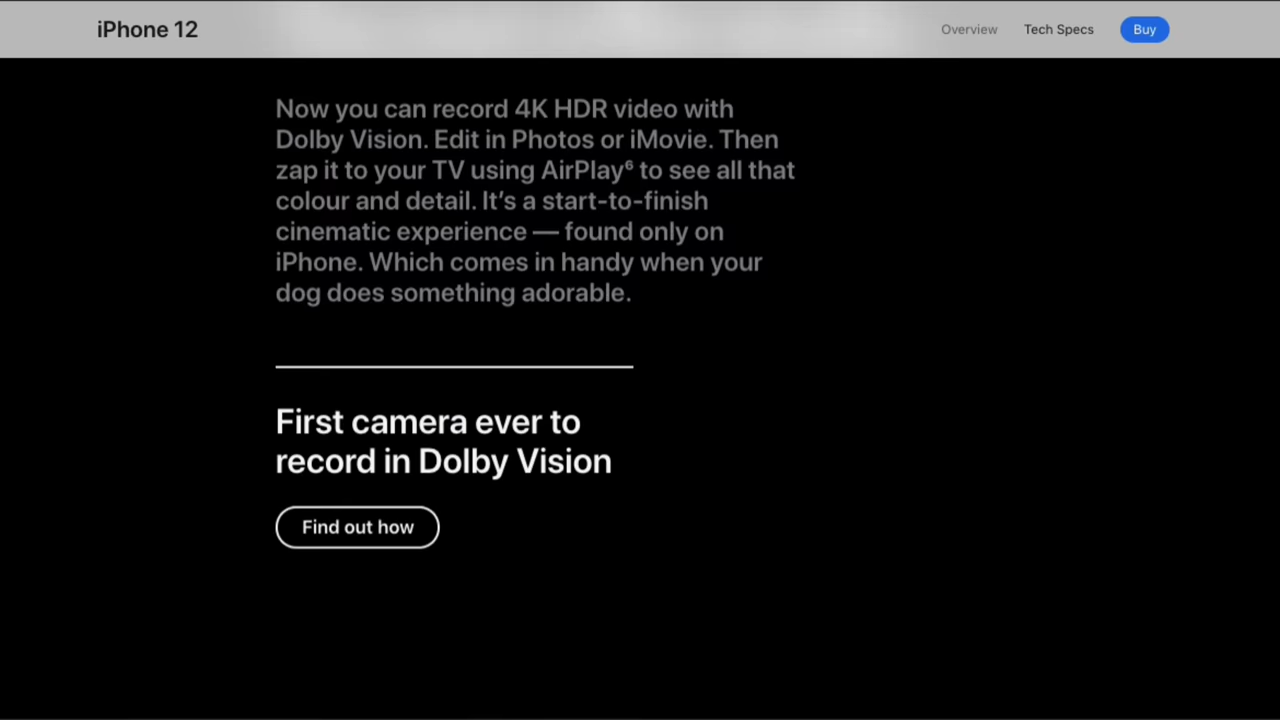 iPhone 12
Overview
Tech Specs
Buy
Now you can record 4K HDR video with
Dolby Vision. Edit in Photos or iMovie. Then
zap it to your TV using AirPlay⁶ to see all that
colour and detail. It’s a start-to-finish
cinematic experience — found only on
iPhone. Which comes in handy when your
dog does something adorable.
First camera ever to
record in Dolby Vision
Find out how